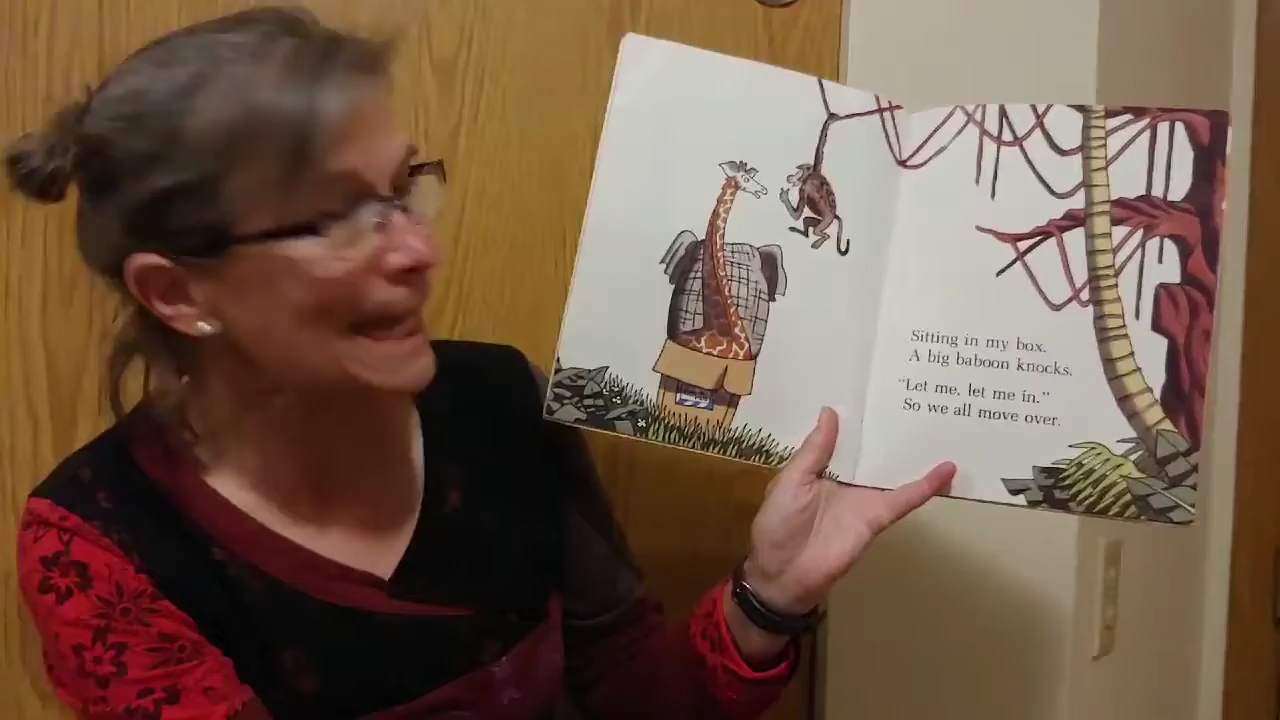 Sitting in my box.
A big baboon knocks.
"Let me, let me in."
So we all move over.